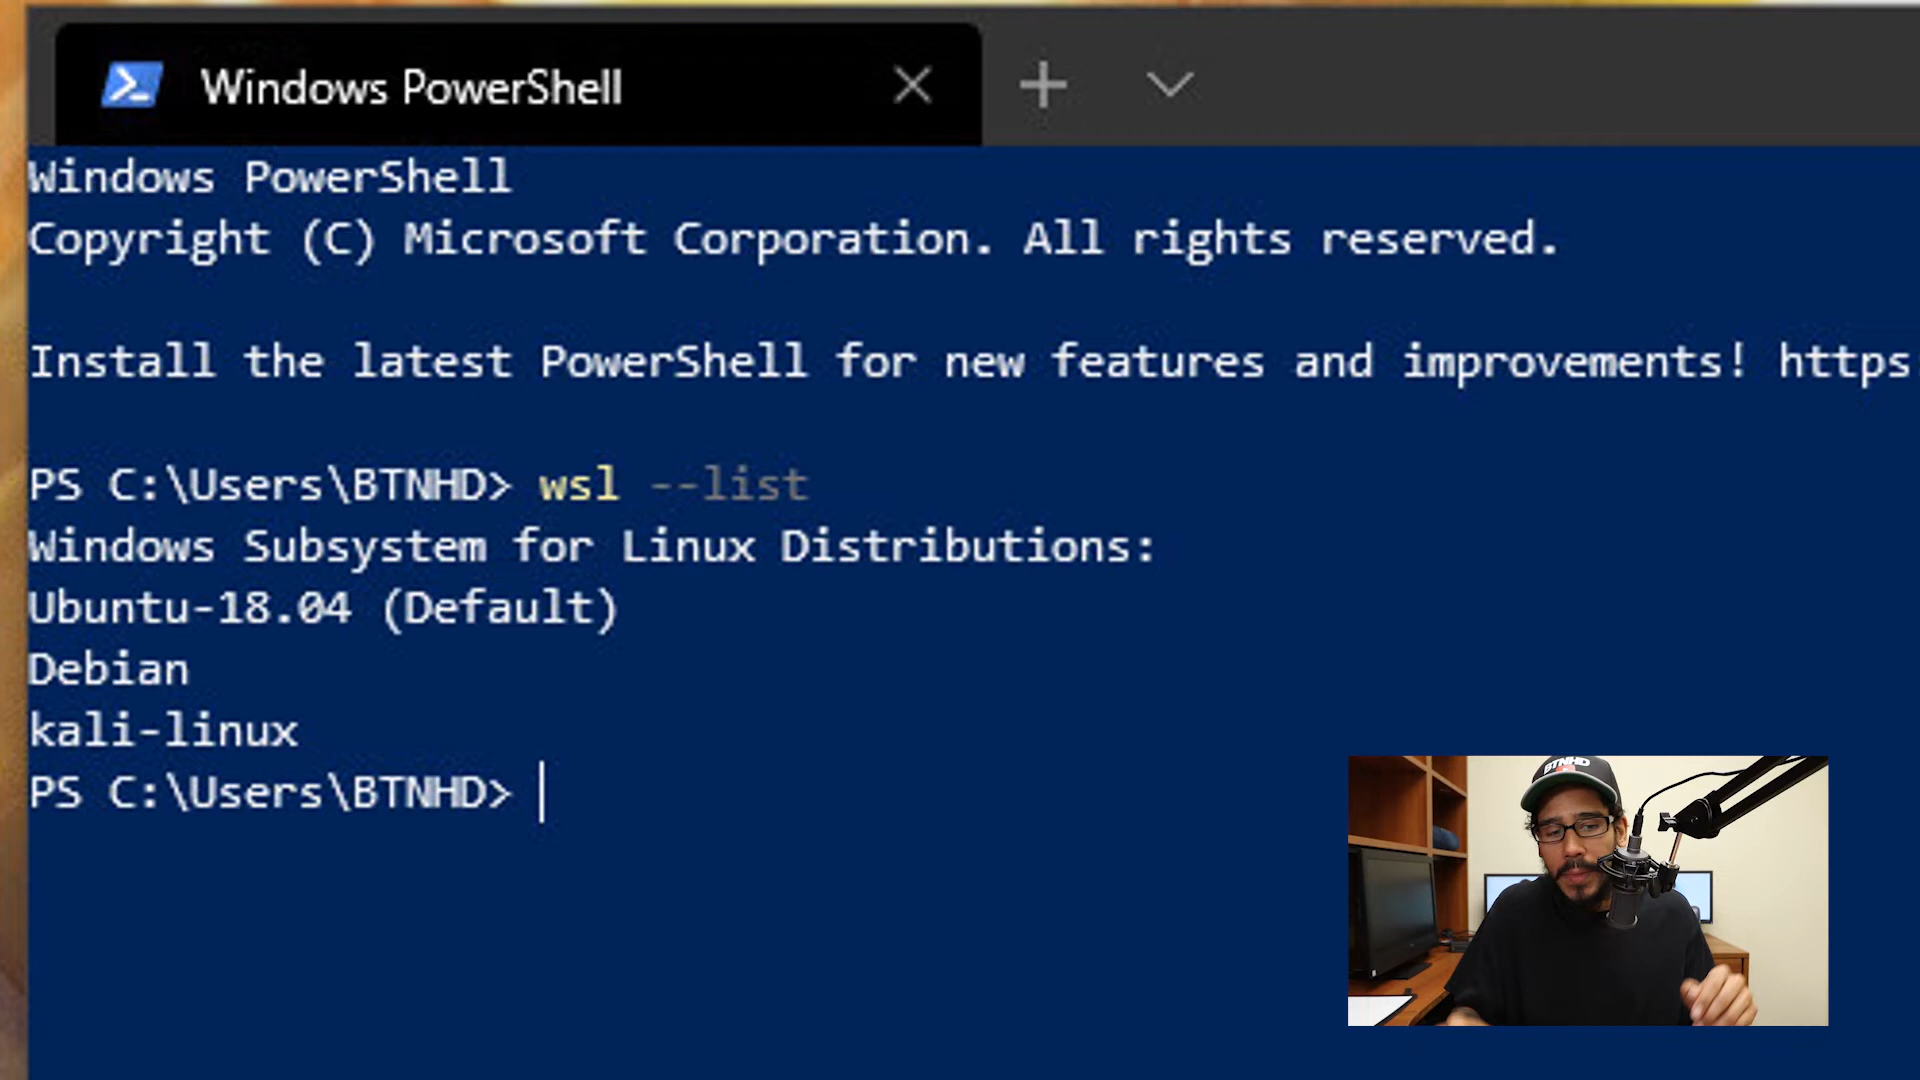 Windows PowerShell
Windows PowerShell
Copyright (C) Microsoft Corporation. All rights reserved.
Install the latest PowerShell for new features and improvements! https
PS C:\Users\BTNHD> wsl --list
Windows Subsystem for Linux Distributions:
Ubuntu-18.04 (Default)
Debian
kali-linux
PS C:\Users\BTNHD>
BTNHD